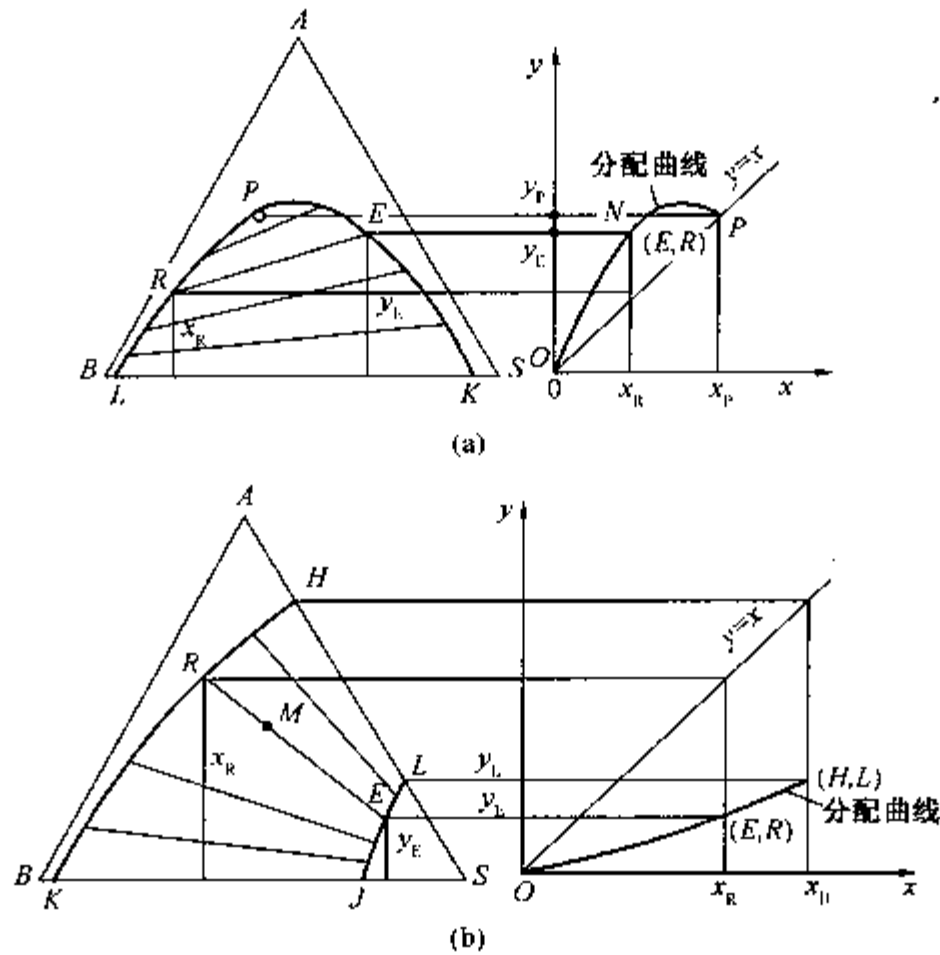 A
y
分配曲线
y=x
P
y_P
N
P
E
(E,R)
y_E
R
x_R
y_E
O
B
L
K
S
0
x_R
x_P
x
(a)
A
y
H
y=x
R
M
x_R
L
y_L
(H,L)
E
y_E
分配曲线
(E,R)
y_E
B
K
J
S
O
x_R
x_H
x
(b)